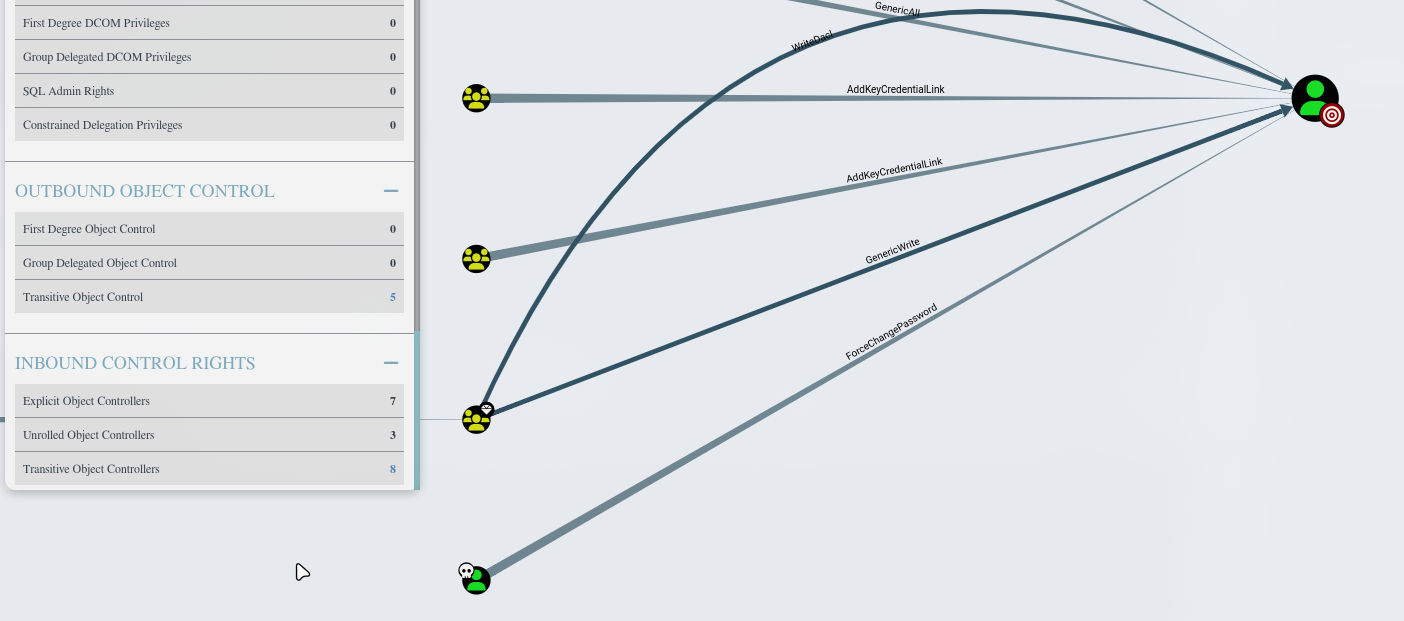 First Degree DCOM Privileges 0
Group Delegated DCOM Privileges 0
SQL Admin Rights 0
Constrained Delegation Privileges 0
OUTBOUND OBJECT CONTROL
First Degree Object Control 0
Group Delegated Object Control 0
Transitive Object Control 5
INBOUND CONTROL RIGHTS
Explicit Object Controllers 7
Unrolled Object Controllers 3
Transitive Object Controllers 8
GenericAll
WriteDacl
AddKeyCredentialLink
AddKeyCredentialLink
GenericWrite
ForceChangePassword